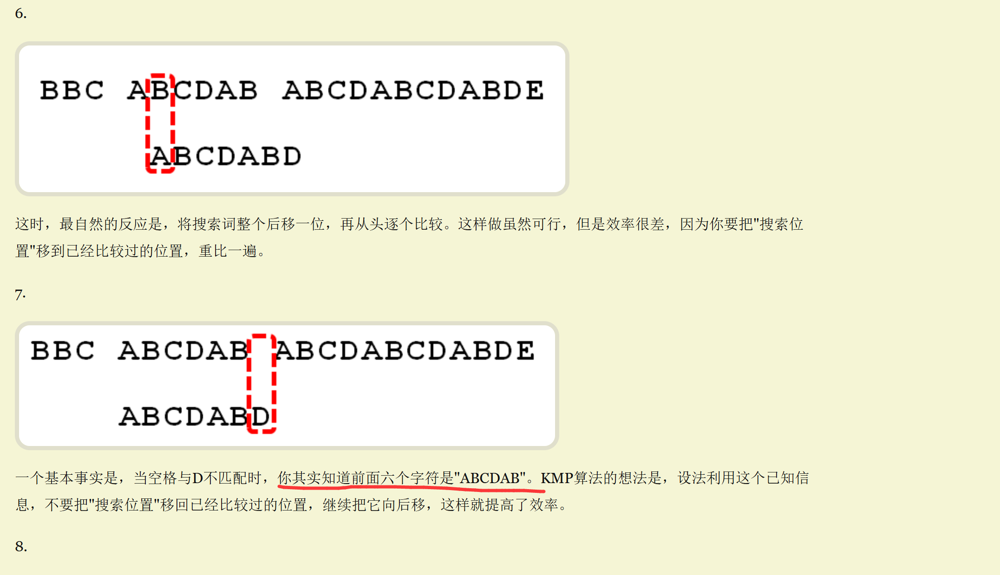 6.
BBC ABCDAB ABCDABCDABDE
ABCDABD
这时，最自然的反应是，将搜索词整个后移一位，再从头逐个比较。这样做虽然可行，但是效率很差，因为你要把"搜索位
置"移到已经比较过的位置，重比一遍。
7.
BBC ABCDAB ABCDABCDABDE
ABCDABD
一个基本事实是，当空格与D不匹配时，你其实知道前面六个字符是"ABCDAB"。KMP算法的想法是，设法利用这个已知信
息，不要把"搜索位置"移回已经比较过的位置，继续把它向后移，这样就提高了效率。
8.